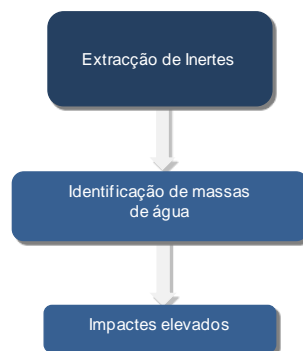 Extracção de Inertes
Identificação de massas
de água
Impactes elevados